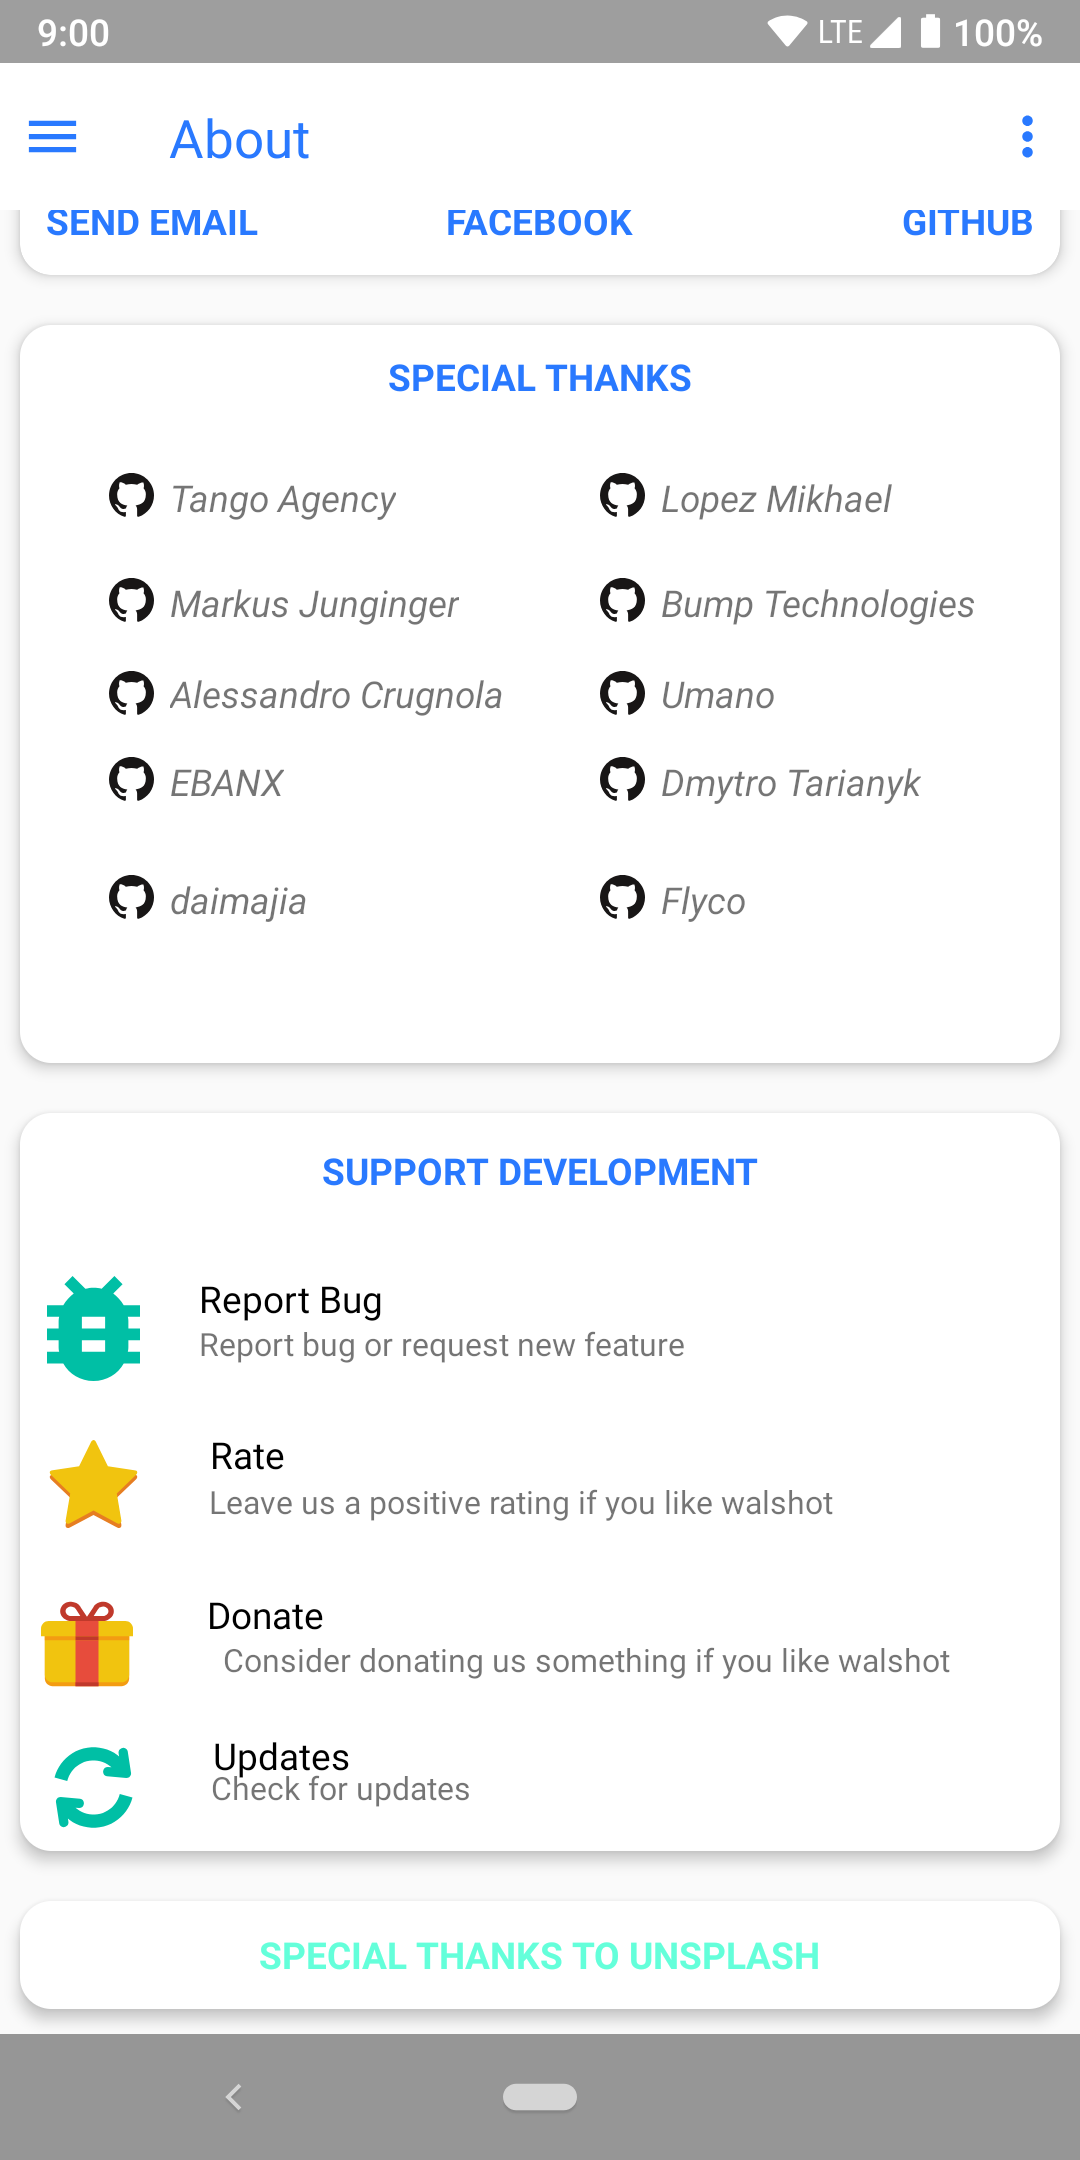 9:00 LTE 100%
About
SEND EMAIL FACEBOOK GITHUB
SPECIAL THANKS
Tango Agency Lopez Mikhael
Markus Junginger Bump Technologies
Alessandro Crugnola Umano
EBANX Dmytro Tarianyk
daimajia Flyco
SUPPORT DEVELOPMENT
Report Bug
Report bug or request new feature
Rate
Leave us a positive rating if you like walshot
Donate
Consider donating us something if you like walshot
Updates
Check for updates
SPECIAL THANKS TO UNSPLASH